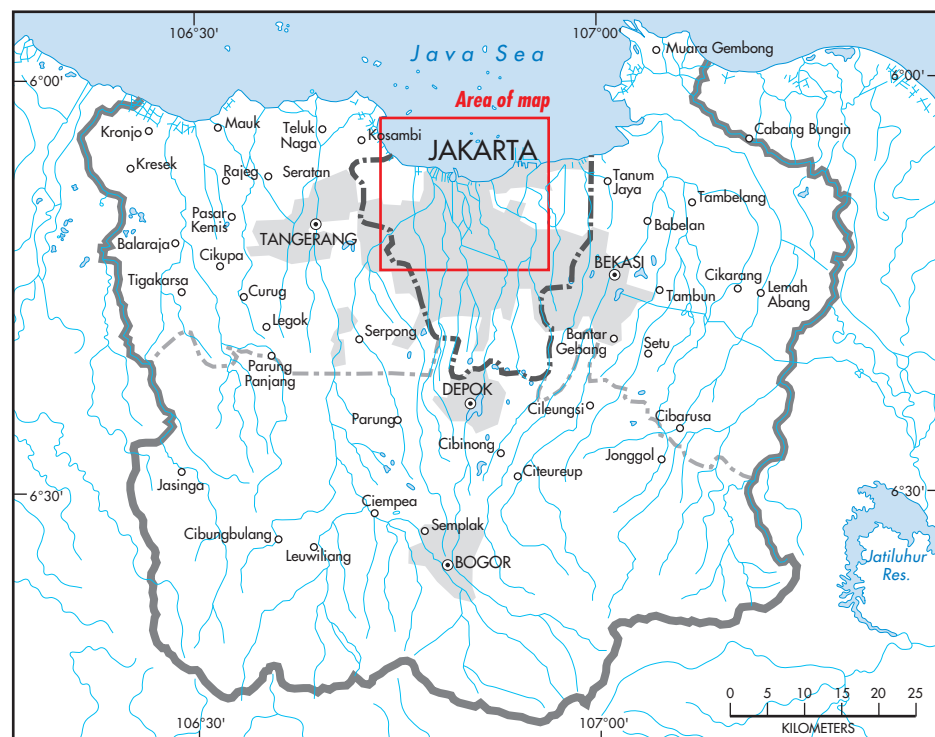 106°30'
107°00'
Java Sea
Muara Gembong
6°00'
6°00'
Area of map
Kronjo
Mauk
Teluk
Naga
Kosambi
Cabang Bungin
JAKARTA
Kresek
Rajeg
Seratan
Tanum
Jaya
Tambelang
Pasar
Kemis
Babelan
TANGERANG
Balaraja
Cikupa
BEKASI
Tigakarsa
Curug
Cikarang
Tambun
Lemah
Abang
Legok
Serpong
Bantar
Gebang
Setu
Parung
Panjang
DEPOK
Cileungsi
Parung
Cibarusa
Cibinong
Jonggol
Jasinga
Citeureup
6°30'
6°30'
Ciempea
Semplak
Cibungbulang
Leuwiliang
BOGOR
Jatiluhur
Res.
0 5 10 15 20 25
KILOMETERS
106°30'
107°00'